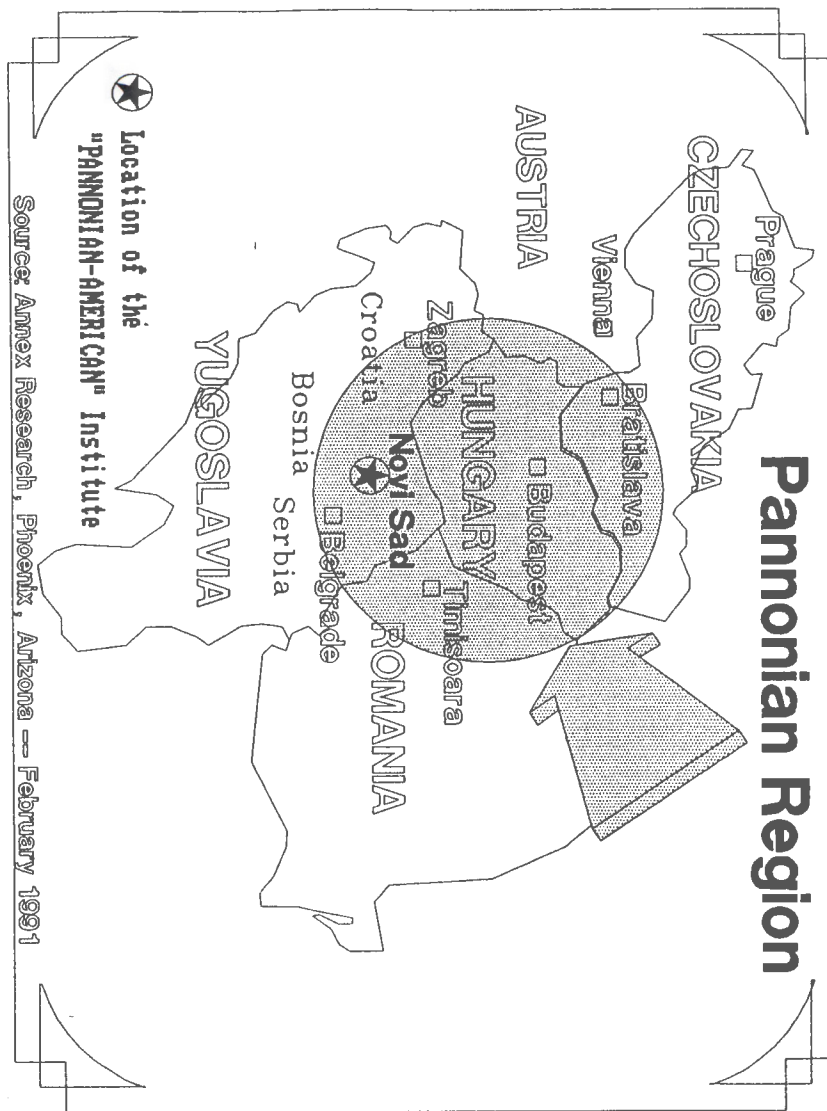 Pannonian Region
Prague
CZECHOSLOVAKIA
Vienna
Bratislava
AUSTRIA
Budapest
HUNGARY
Zagreb
Timisoara
Croatia
Novi Sad
ROMANIA
Bosnia
Belgrade
Serbia
YUGOSLAVIA
Location of the
"PANNONIAN-AMERICAN" Institute
Source: Annex Research, Phoenix, Arizona -- February 1991